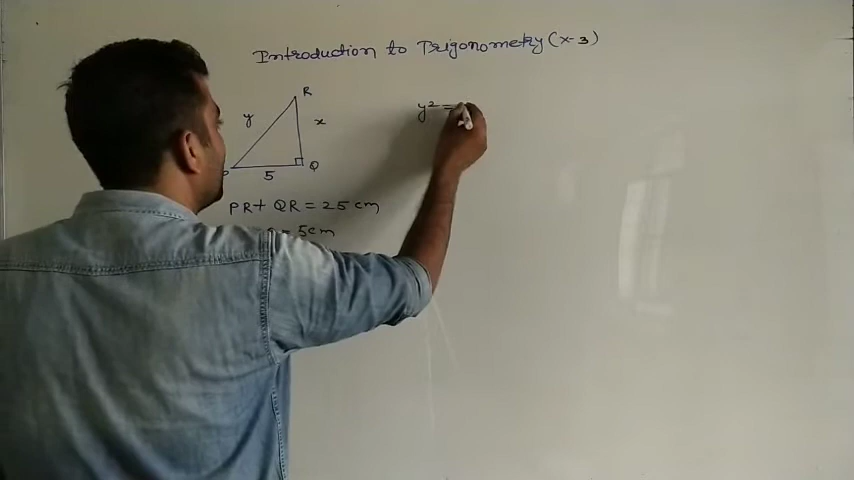 Introduction to Trigonometry (x-3)
R
y
x
y² =
P
Q
5
PR + QR = 25 cm
= 5cm